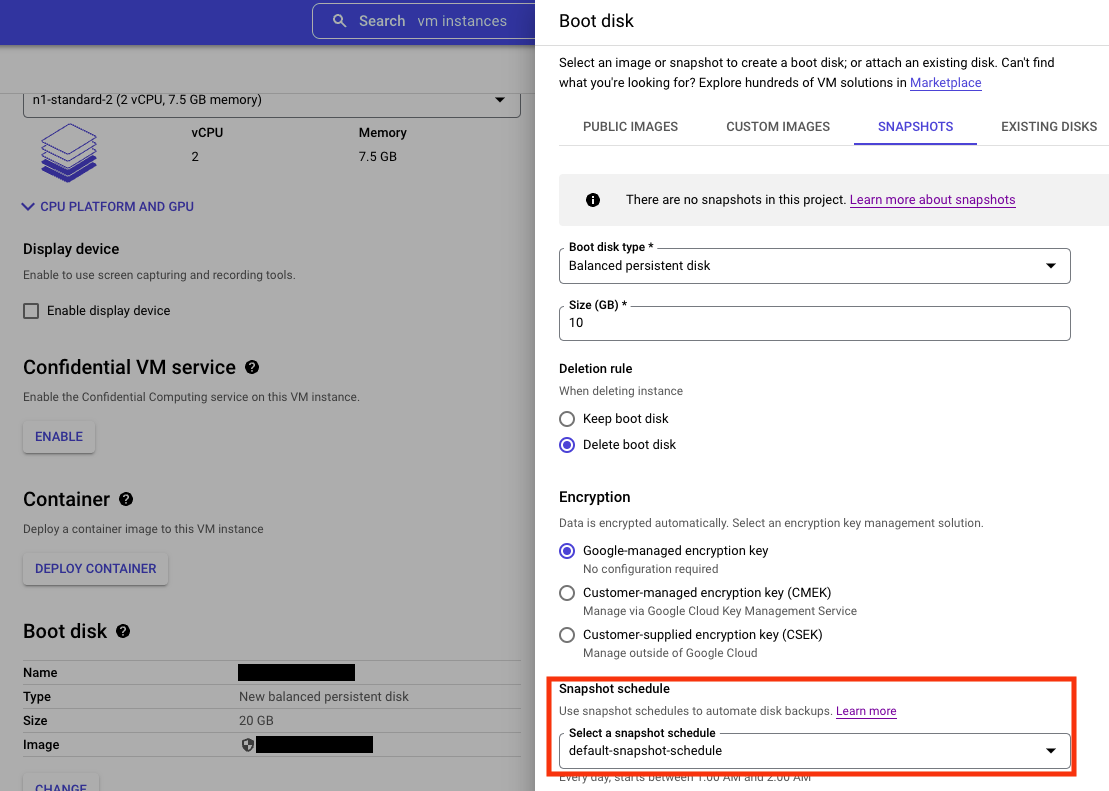 Search vm instances
n1-standard-2 (2 vCPU, 7.5 GB memory)
vCPU Memory
2 7.5 GB
CPU PLATFORM AND GPU
Display device
Enable to use screen capturing and recording tools.
Enable display device
Confidential VM service
Enable the Confidential Computing service on this VM instance.
ENABLE
Container
Deploy a container image to this VM instance
DEPLOY CONTAINER
Boot disk
Name
Type New balanced persistent disk
Size 20 GB
Image
CHANGE
Boot disk
Select an image or snapshot to create a boot disk; or attach an existing disk. Can't find
what you're looking for? Explore hundreds of VM solutions in Marketplace
PUBLIC IMAGES CUSTOM IMAGES SNAPSHOTS EXISTING DISKS
There are no snapshots in this project. Learn more about snapshots
Boot disk type *
Balanced persistent disk
Size (GB) *
10
Deletion rule
When deleting instance
Keep boot disk
Delete boot disk
Encryption
Data is encrypted automatically. Select an encryption key management solution.
Google-managed encryption key
No configuration required
Customer-managed encryption key (CMEK)
Manage via Google Cloud Key Management Service
Customer-supplied encryption key (CSEK)
Manage outside of Google Cloud
Snapshot schedule
Use snapshot schedules to automate disk backups. Learn more
Select a snapshot schedule
default-snapshot-schedule
Every day, starts between 1:00 AM and 2:00 AM